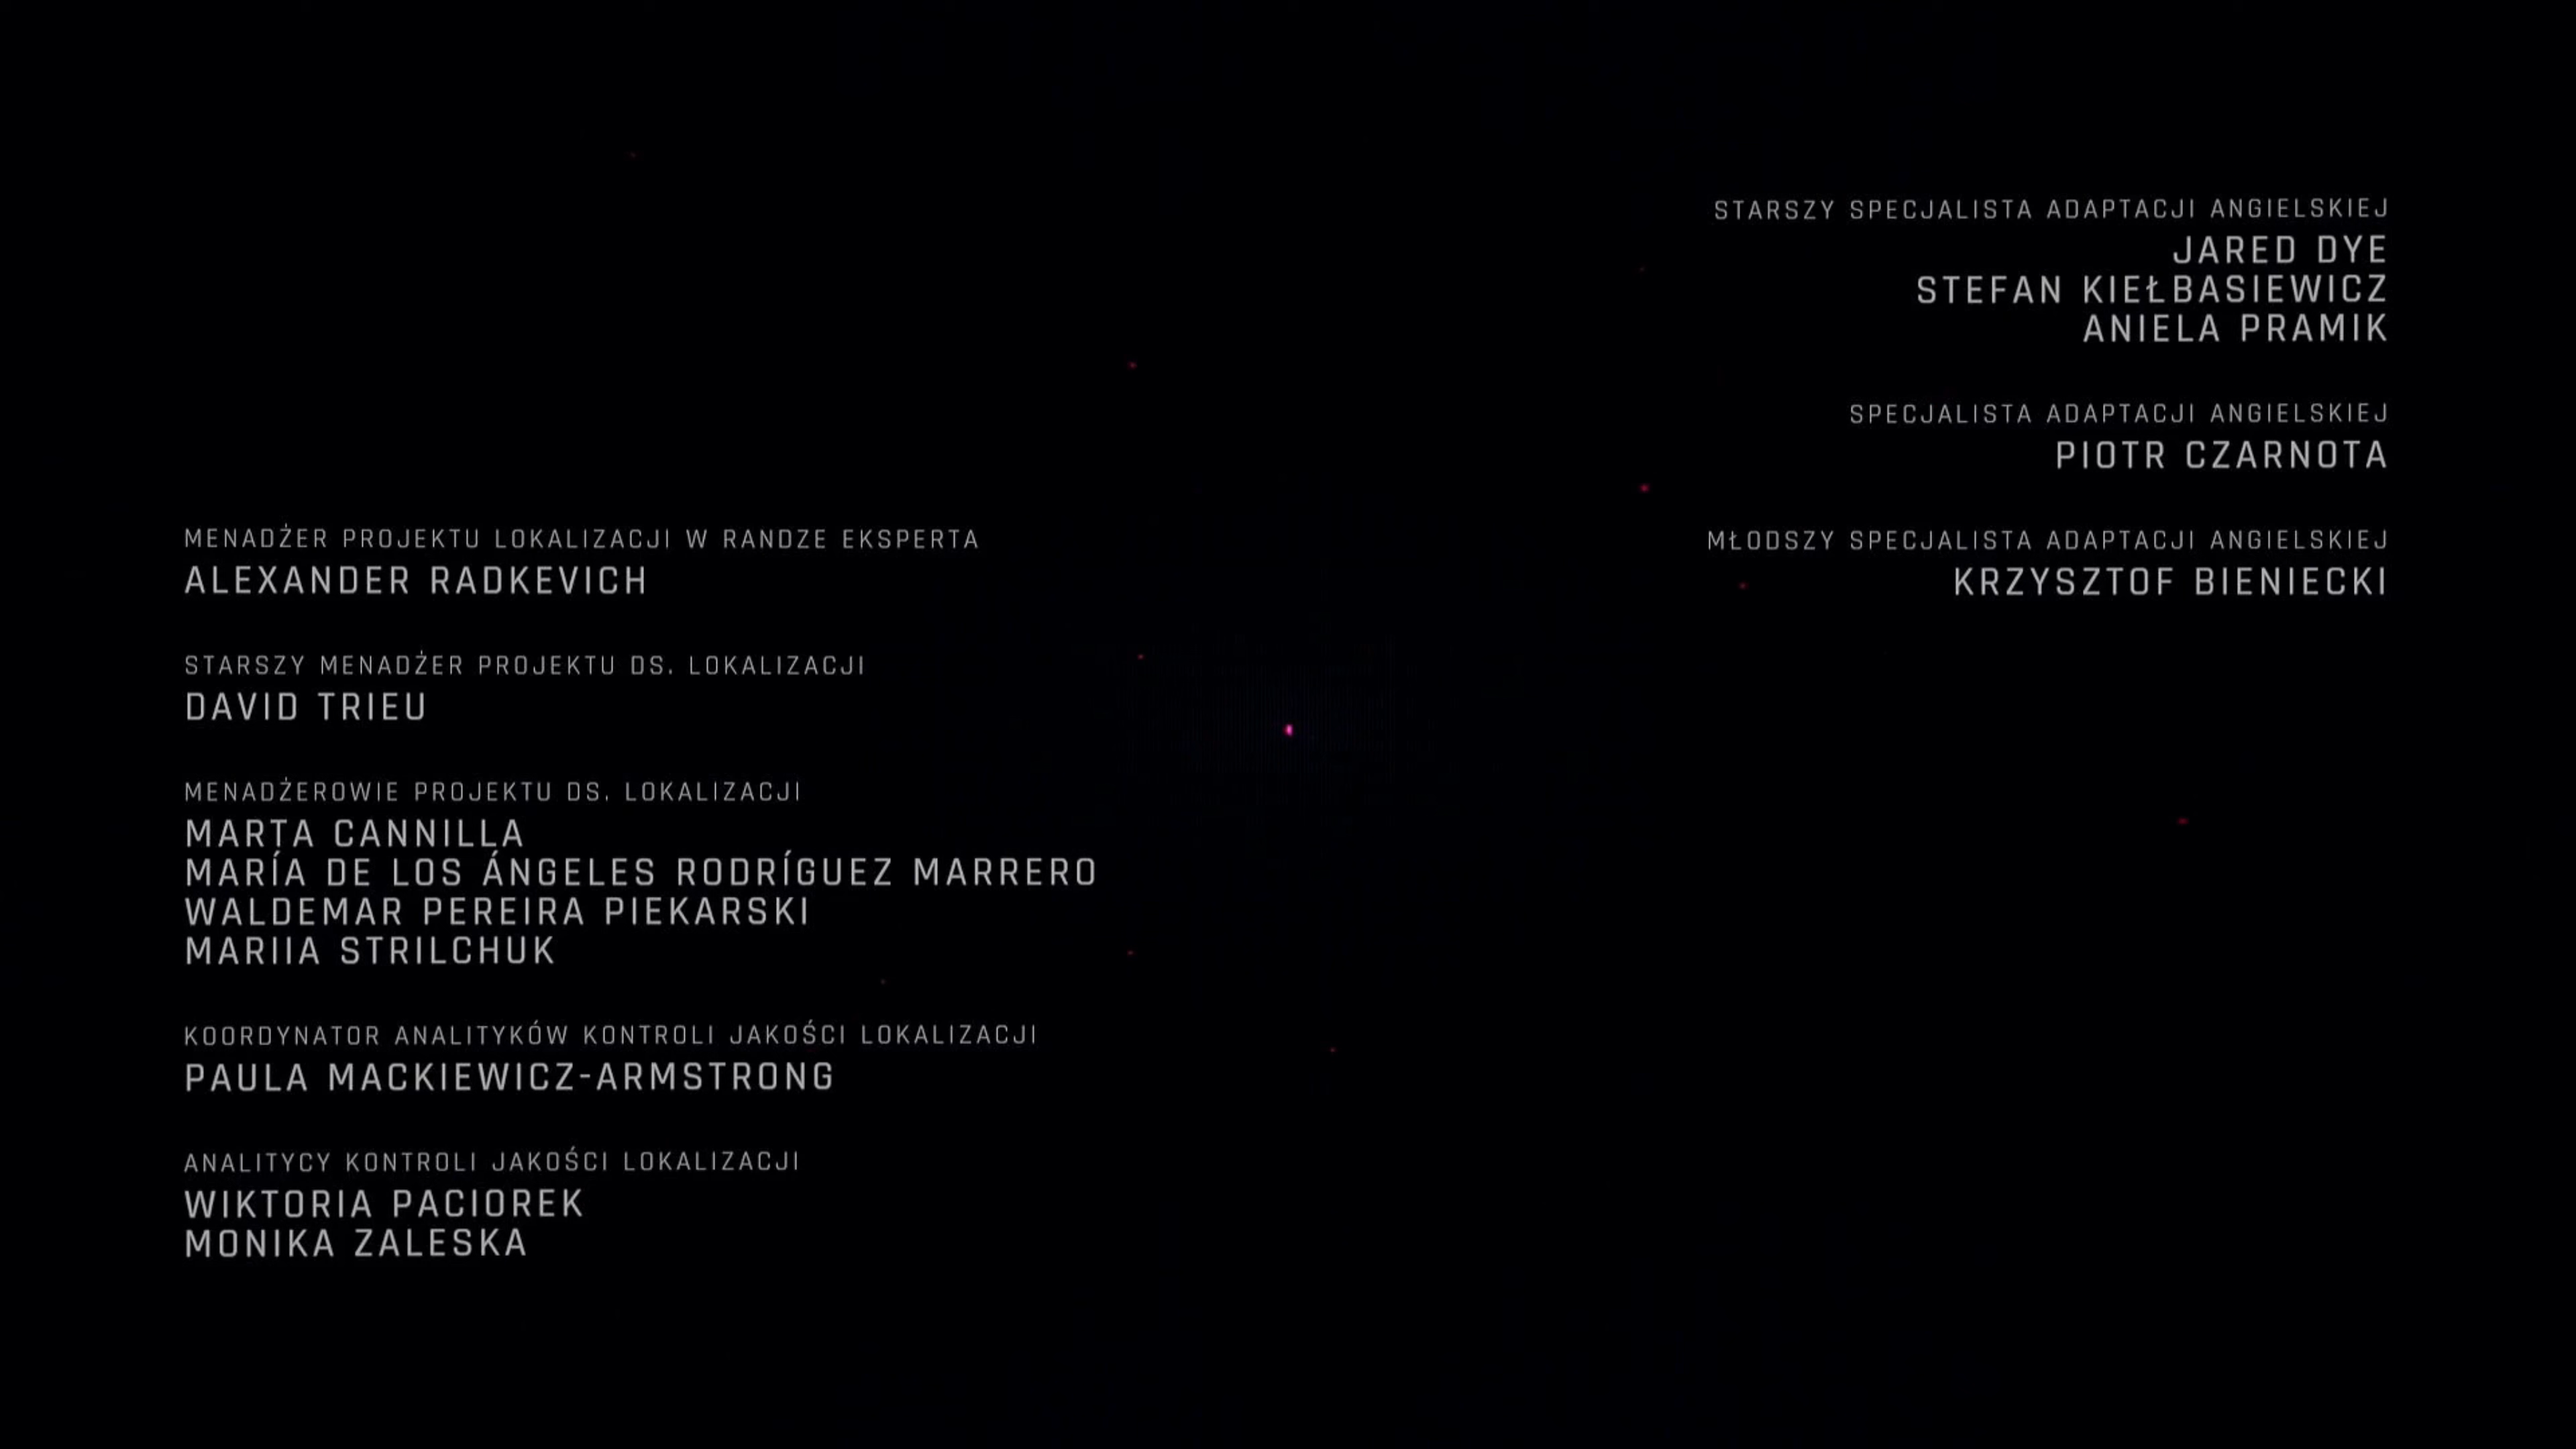 MENADŻER PROJEKTU LOKALIZACJI W RANDZE EKSPERTA
ALEXANDER RADKEVICH
STARSZY MENADŻER PROJEKTU DS. LOKALIZACJI
DAVID TRIEU
MENADŻEROWIE PROJEKTU DS. LOKALIZACJI
MARTA CANNILLA
MARÍA DE LOS ÁNGELES RODRÍGUEZ MARRERO
WALDEMAR PEREIRA PIEKARSKI
MARIIA STRILCHUK
KOORDYNATOR ANALITYKÓW KONTROLI JAKOŚCI LOKALIZACJI
PAULA MACKIEWICZ-ARMSTRONG
ANALITYCY KONTROLI JAKOŚCI LOKALIZACJI
WIKTORIA PACIOREK
MONIKA ZALESKA
STARSZY SPECJALISTA ADAPTACJI ANGIELSKIEJ
JARED DYE
STEFAN KIEŁBASIEWICZ
ANIELA PRAMIK
SPECJALISTA ADAPTACJI ANGIELSKIEJ
PIOTR CZARNOTA
MŁODSZY SPECJALISTA ADAPTACJI ANGIELSKIEJ
KRZYSZTOF BIENIECKI